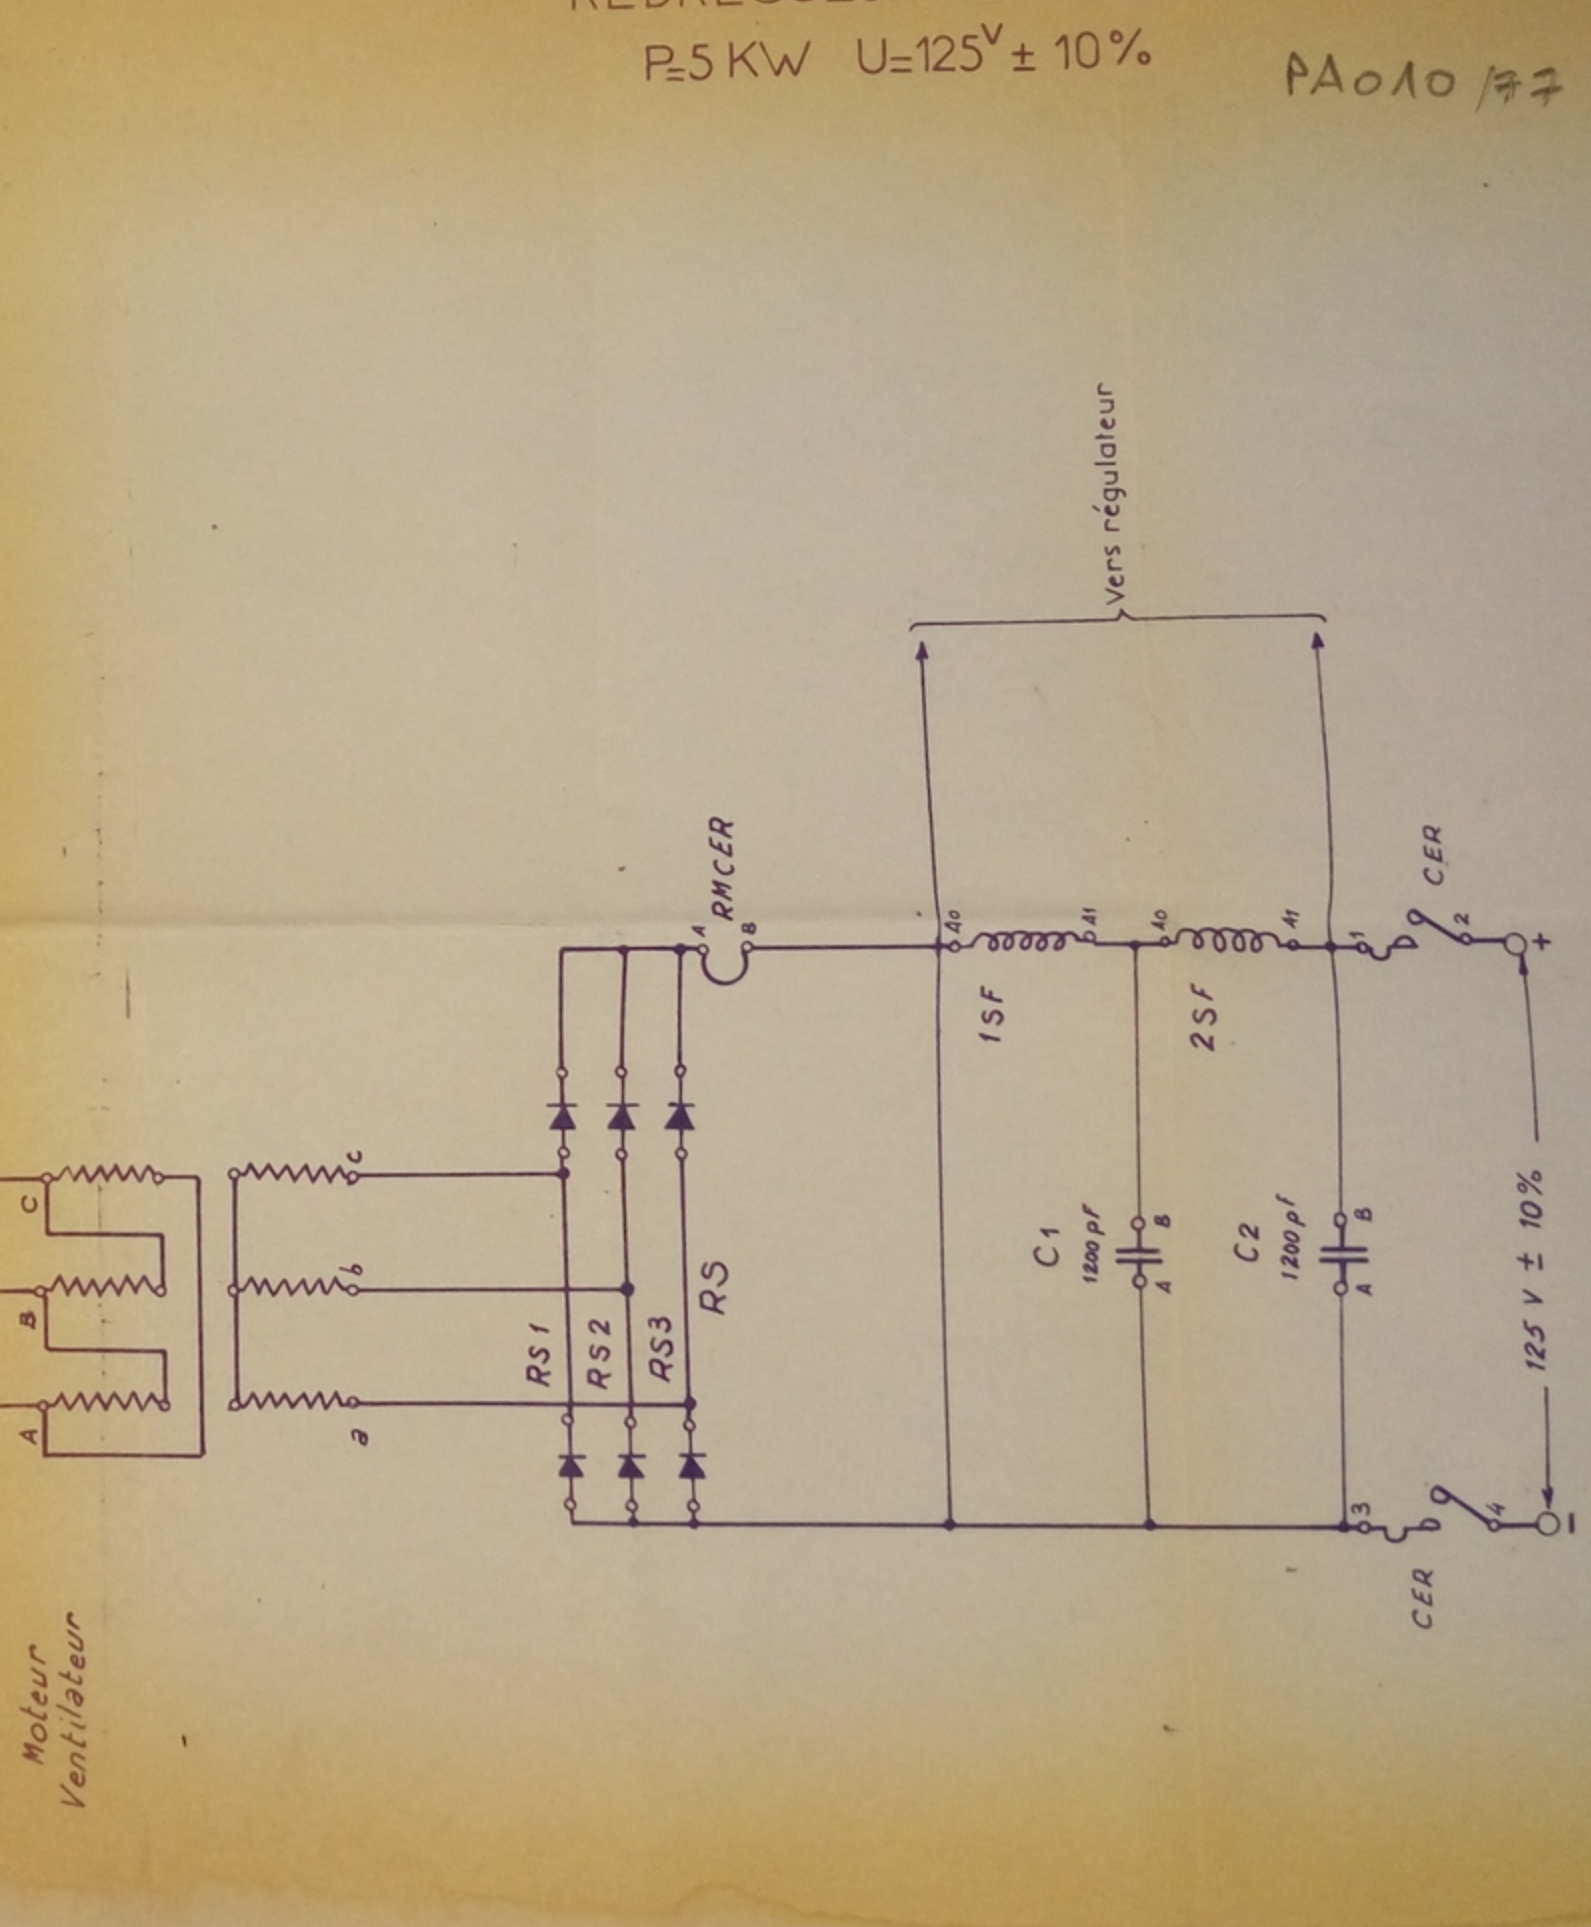 P=5 KW U=125V ± 10%
PA010/77
Moteur
Ventilateur
A
B
C
a
b
c
RS1
RS2
RS3
RS
A
RMCER
B
Vers régulateur
A0
1SF
A1
A0
2SF
A1
C1
1200 pF
A
B
C2
1200 pf
A
B
1
CER
2
+
3
CER
4
-
125 V ± 10%